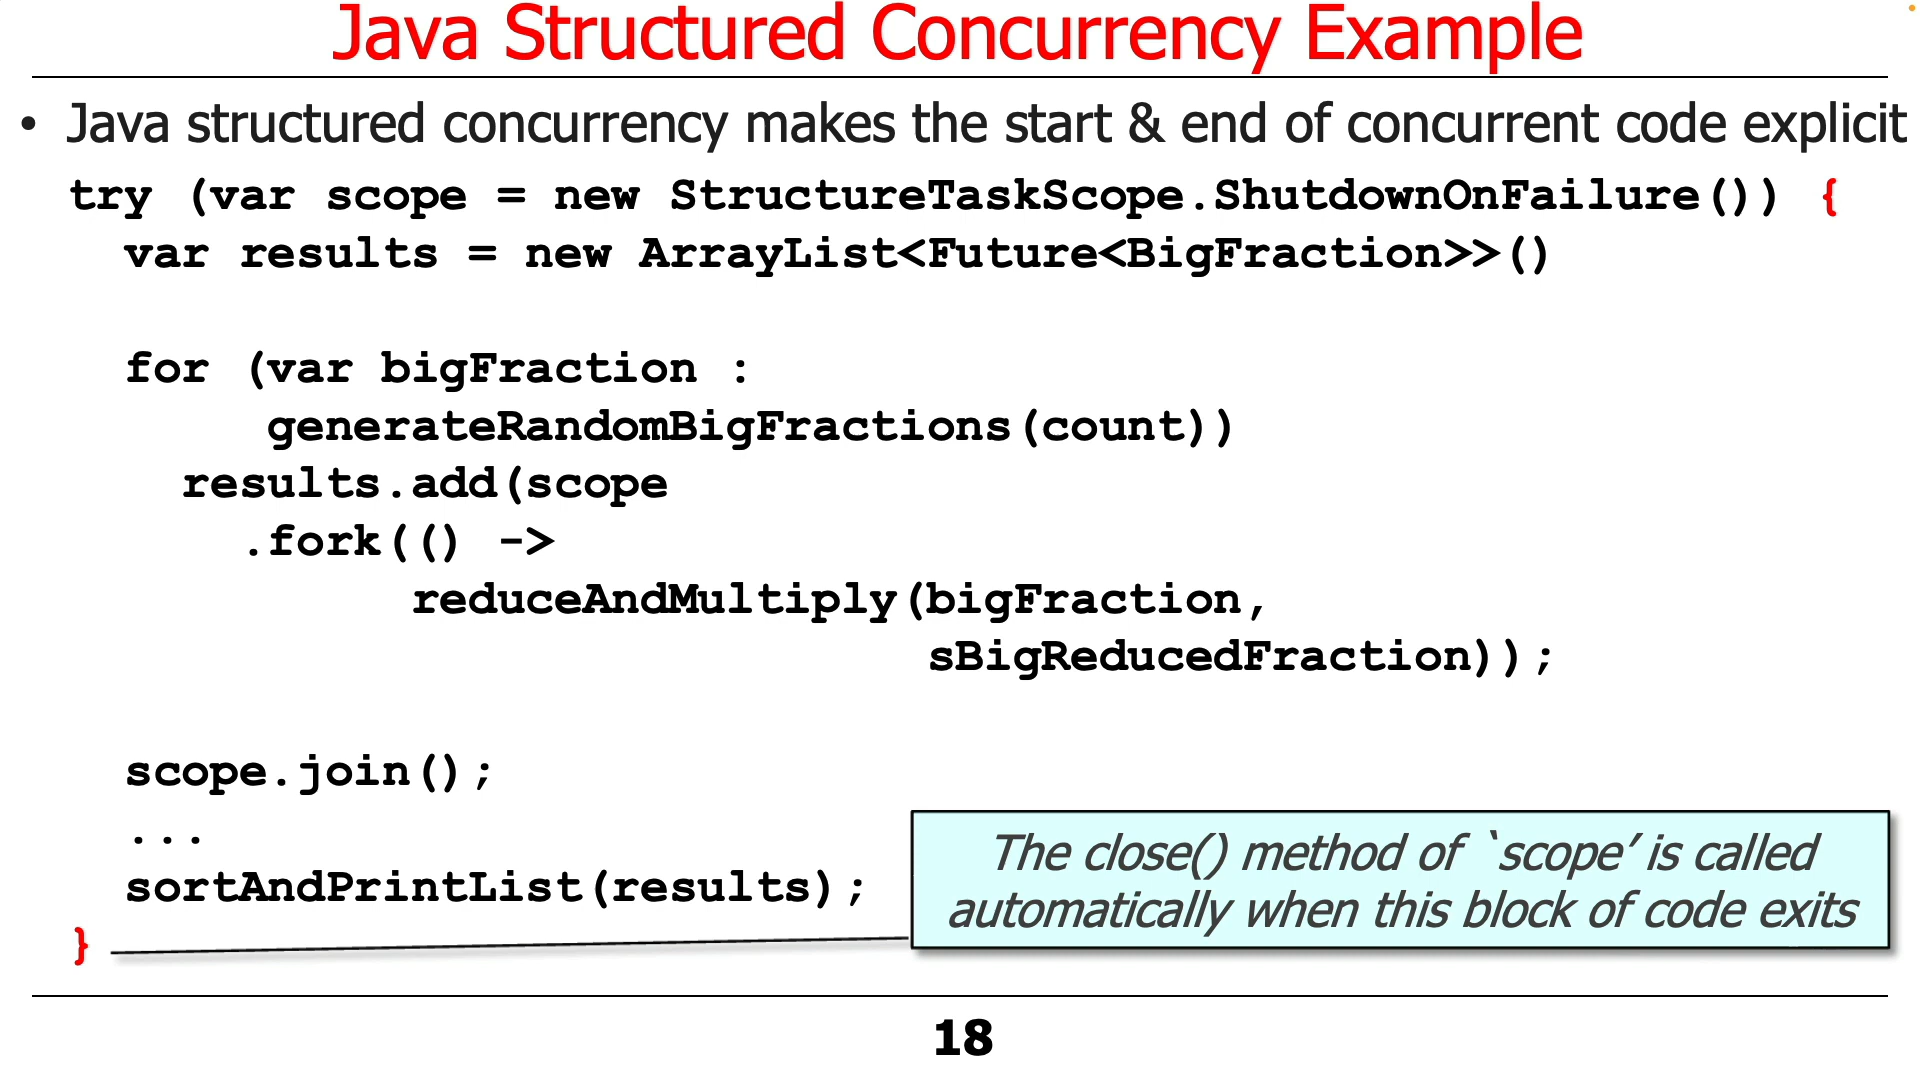 Java Structured Concurrency Example
• Java structured concurrency makes the start & end of concurrent code explicit
try (var scope = new StructureTaskScope.ShutdownOnFailure()) {
var results = new ArrayList<Future<BigFraction>>()
for (var bigFraction :
generateRandomBigFractions(count))
results.add(scope
.fork(() ->
reduceAndMultiply(bigFraction,
sBigReducedFraction));
scope.join();
...
sortAndPrintList(results);
}
The close() method of `scope’ is called
automatically when this block of code exits
18